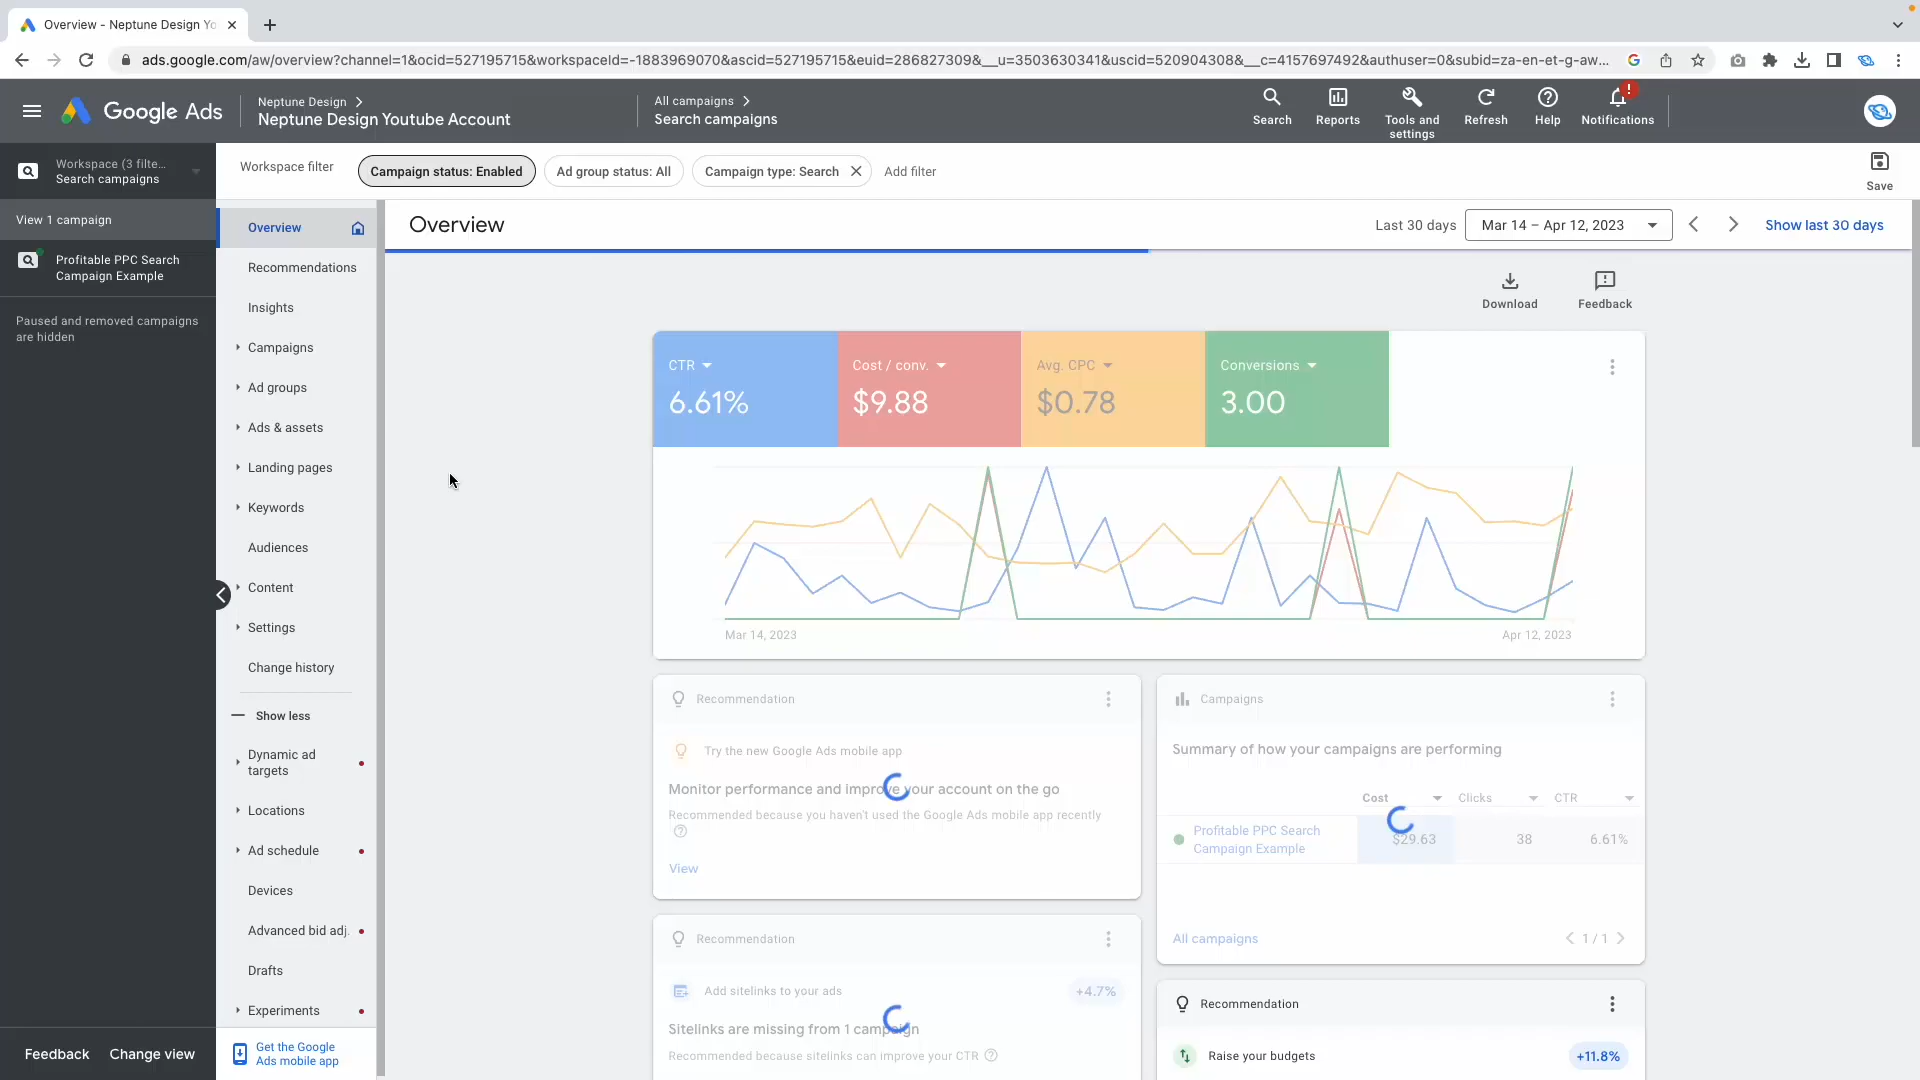 Overview - Neptune Design Yo
ads.google.com/aw/overview?channel=1&ocid=527195715&workspaceId=-1883969070&ascid=527195715&euid=286827309&__u=3503630341&uscid=520904308&__c=4157697492&authuser=0&subid=za-en-et-g-aw...
Google Ads
Neptune Design
Neptune Design Youtube Account
All campaigns
Search campaigns
Search
Reports
Tools and settings
Refresh
Help
Notifications
Workspace (3 filte...
Search campaigns
View 1 campaign
Profitable PPC Search
Campaign Example
Paused and removed campaigns
are hidden
Workspace filter
Campaign status: Enabled
Ad group status: All
Campaign type: Search
Add filter
Save
Overview
Recommendations
Insights
Campaigns
Ad groups
Ads & assets
Landing pages
Keywords
Audiences
Content
Settings
Change history
Show less
Dynamic ad
targets
Locations
Ad schedule
Devices
Advanced bid adj.
Drafts
Experiments
Get the Google
Ads mobile app
Feedback
Change view
Overview
Last 30 days
Mar 14 – Apr 12, 2023
Show last 30 days
Download
Feedback
CTR
6.61%
Cost / conv.
$9.88
Avg. CPC
$0.78
Conversions
3.00
Mar 14, 2023
Apr 12, 2023
Recommendation
Try the new Google Ads mobile app
Monitor performance and improve your account on the go
Recommended because you haven't used the Google Ads mobile app recently
View
Campaigns
Summary of how your campaigns are performing
Cost
Clicks
CTR
Profitable PPC Search
Campaign Example
$29.63
38
6.61%
All campaigns
1 / 1
Recommendation
Add sitelinks to your ads
+4.7%
Sitelinks are missing from 1 campaign
Recommended because sitelinks can improve your CTR
Recommendation
Raise your budgets
+11.8%